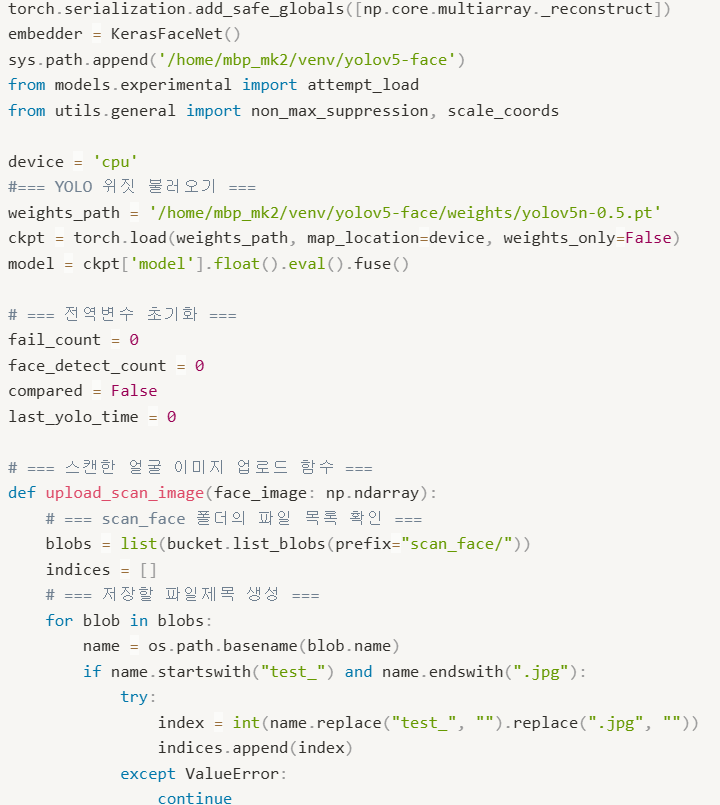 torch.serialization.add_safe_globals([np.core.multiarray._reconstruct])
embedder = KerasFaceNet()
sys.path.append('/home/mbp_mk2/venv/yolov5-face')
from models.experimental import attempt_load
from utils.general import non_max_suppression, scale_coords

device = 'cpu'
#=== YOLO 위짓 불러오기 ===
weights_path = '/home/mbp_mk2/venv/yolov5-face/weights/yolov5n-0.5.pt'
ckpt = torch.load(weights_path, map_location=device, weights_only=False)
model = ckpt['model'].float().eval().fuse()

# === 전역변수 초기화 ===
fail_count = 0
face_detect_count = 0
compared = False
last_yolo_time = 0

# === 스캔한 얼굴 이미지 업로드 함수 ===
def upload_scan_image(face_image: np.ndarray):
    # === scan_face 폴더의 파일 목록 확인 ===
    blobs = list(bucket.list_blobs(prefix="scan_face/"))
    indices = []
    # === 저장할 파일제목 생성 ===
    for blob in blobs:
        name = os.path.basename(blob.name)
        if name.startswith("test_") and name.endswith(".jpg"):
            try:
                index = int(name.replace("test_", "").replace(".jpg", ""))
                indices.append(index)
            except ValueError:
                continue